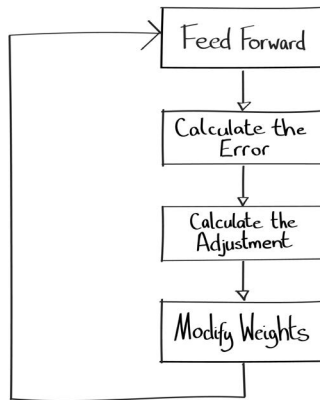 Feed Forward
Calculate the
Error
Calculate the
Adjustment
Modify Weights